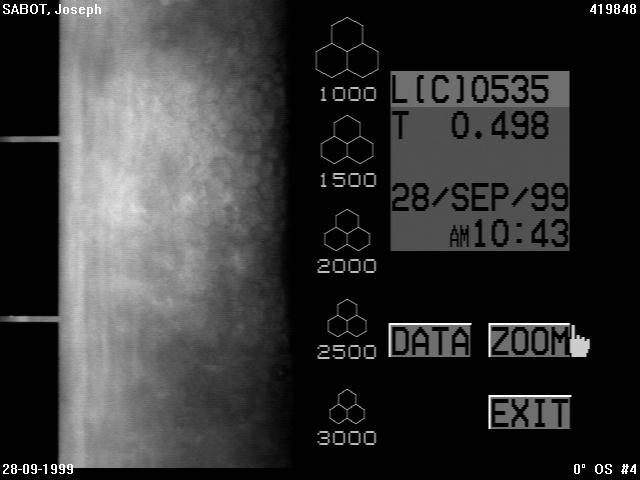 SABOT, Joseph
419848
1000
L(C)0535
T 0.498
1500
28/SEP/99
AM10:43
2000
2500
DATA
ZOOM
EXIT
3000
28-09-1999
0° OS #4